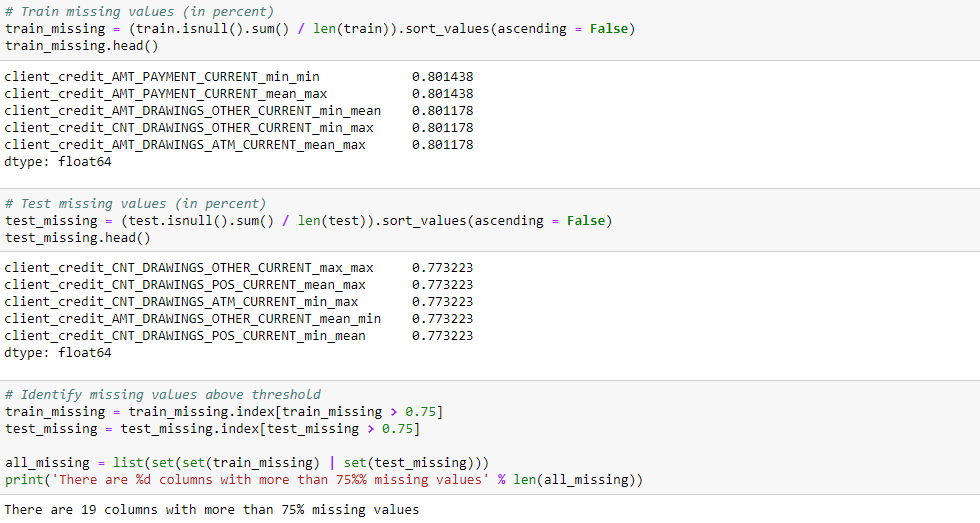 # Train missing values (in percent)
train_missing = (train.isnull().sum() / len(train)).sort_values(ascending = False)
train_missing.head()
client_credit_AMT_PAYMENT_CURRENT_min_min            0.801438
client_credit_AMT_PAYMENT_CURRENT_mean_max           0.801438
client_credit_AMT_DRAWINGS_OTHER_CURRENT_min_mean    0.801178
client_credit_CNT_DRAWINGS_OTHER_CURRENT_min_max     0.801178
client_credit_AMT_DRAWINGS_ATM_CURRENT_mean_max      0.801178
dtype: float64
# Test missing values (in percent)
test_missing = (test.isnull().sum() / len(test)).sort_values(ascending = False)
test_missing.head()
client_credit_CNT_DRAWINGS_OTHER_CURRENT_max_max     0.773223
client_credit_CNT_DRAWINGS_POS_CURRENT_mean_max      0.773223
client_credit_CNT_DRAWINGS_ATM_CURRENT_min_max       0.773223
client_credit_AMT_DRAWINGS_OTHER_CURRENT_mean_min    0.773223
client_credit_CNT_DRAWINGS_POS_CURRENT_min_mean      0.773223
dtype: float64
# Identify missing values above threshold
train_missing = train_missing.index[train_missing > 0.75]
test_missing = test_missing.index[test_missing > 0.75]
all_missing = list(set(set(train_missing) | set(test_missing)))
print('There are %d columns with more than 75%% missing values' % len(all_missing))
There are 19 columns with more than 75% missing values